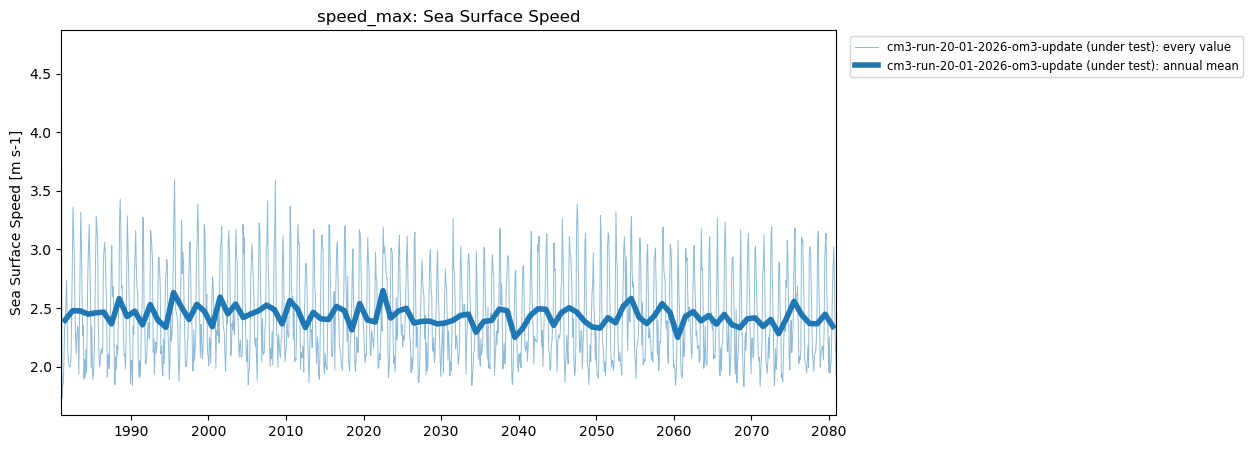 speed_max: Sea Surface Speed
cm3-run-20-01-2026-om3-update (under test): every value
cm3-run-20-01-2026-om3-update (under test): annual mean
Sea Surface Speed [m s-1]
4.5
4.0
3.5
3.0
2.5
2.0
1990 2000 2010 2020 2030 2040 2050 2060 2070 2080